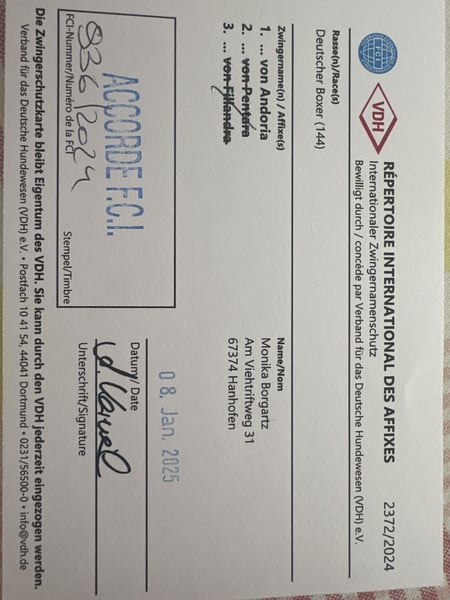 RÉPERTOIRE INTERNATIONAL DES AFFIXES 2372/2024
Internationaler Zwingernamenschutz
Bewilligt durch / concédé par Verband für das Deutsche Hundewesen (VDH) e.V.
FCI
VDH
Rasse(n)/Race(s)
Deutscher Boxer (144)
Zwingername(n) / Affixe(s)
1. ... von Andoria
2. ... von Pentara
3. ... von Fijiandra
Name/Nom
Monika Borgartz
Am Viehtriftweg 31
67374 Hanhofen
ACCORDE F.C.I.
936/2024
FCI-Nummer/Numéro de la FCI
Stempel/Timbre
08. Jan. 2025
Datum/ Date
Unterschrift/Signature
Die Zwingerschutzkarte bleibt Eigentum des VDH. Sie kann durch den VDH jederzeit eingezogen werden.
Verband für das Deutsche Hundewesen (VDH) e.V. • Postfach 10 41 54, 44041 Dortmund • 0231/56500-0 • info@vdh.de